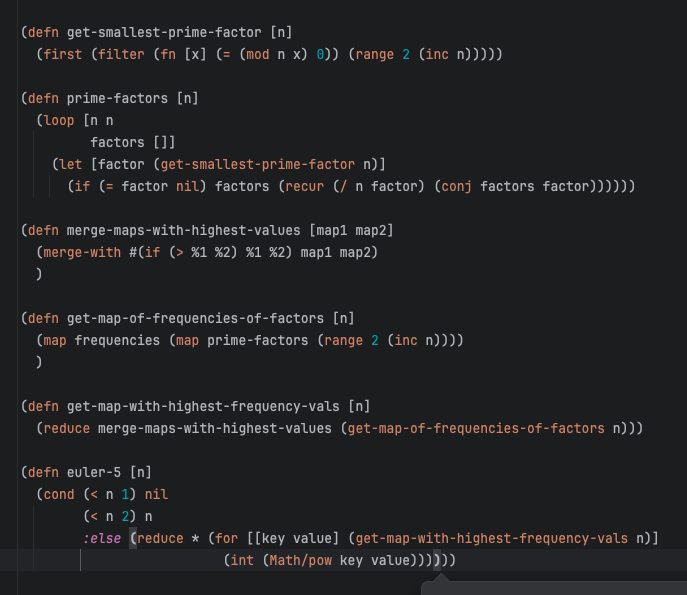 (defn get-smallest-prime-factor [n]
  (first (filter (fn [x] (= (mod n x) 0)) (range 2 (inc n)))))
(defn prime-factors [n]
  (loop [n n
         factors []]
    (let [factor (get-smallest-prime-factor n)]
      (if (= factor nil) factors (recur (/ n factor) (conj factors factor))))))
(defn merge-maps-with-highest-values [map1 map2]
  (merge-with #(if (> %1 %2) %1 %2) map1 map2)
  )
(defn get-map-of-frequencies-of-factors [n]
  (map frequencies (map prime-factors (range 2 (inc n))))
  )
(defn get-map-with-highest-frequency-vals [n]
  (reduce merge-maps-with-highest-values (get-map-of-frequencies-of-factors n)))
(defn euler-5 [n]
  (cond (< n 1) nil
        (< n 2) n
        :else (reduce * (for [[key value] (get-map-with-highest-frequency-vals n)]
                          (int (Math/pow key value))))))